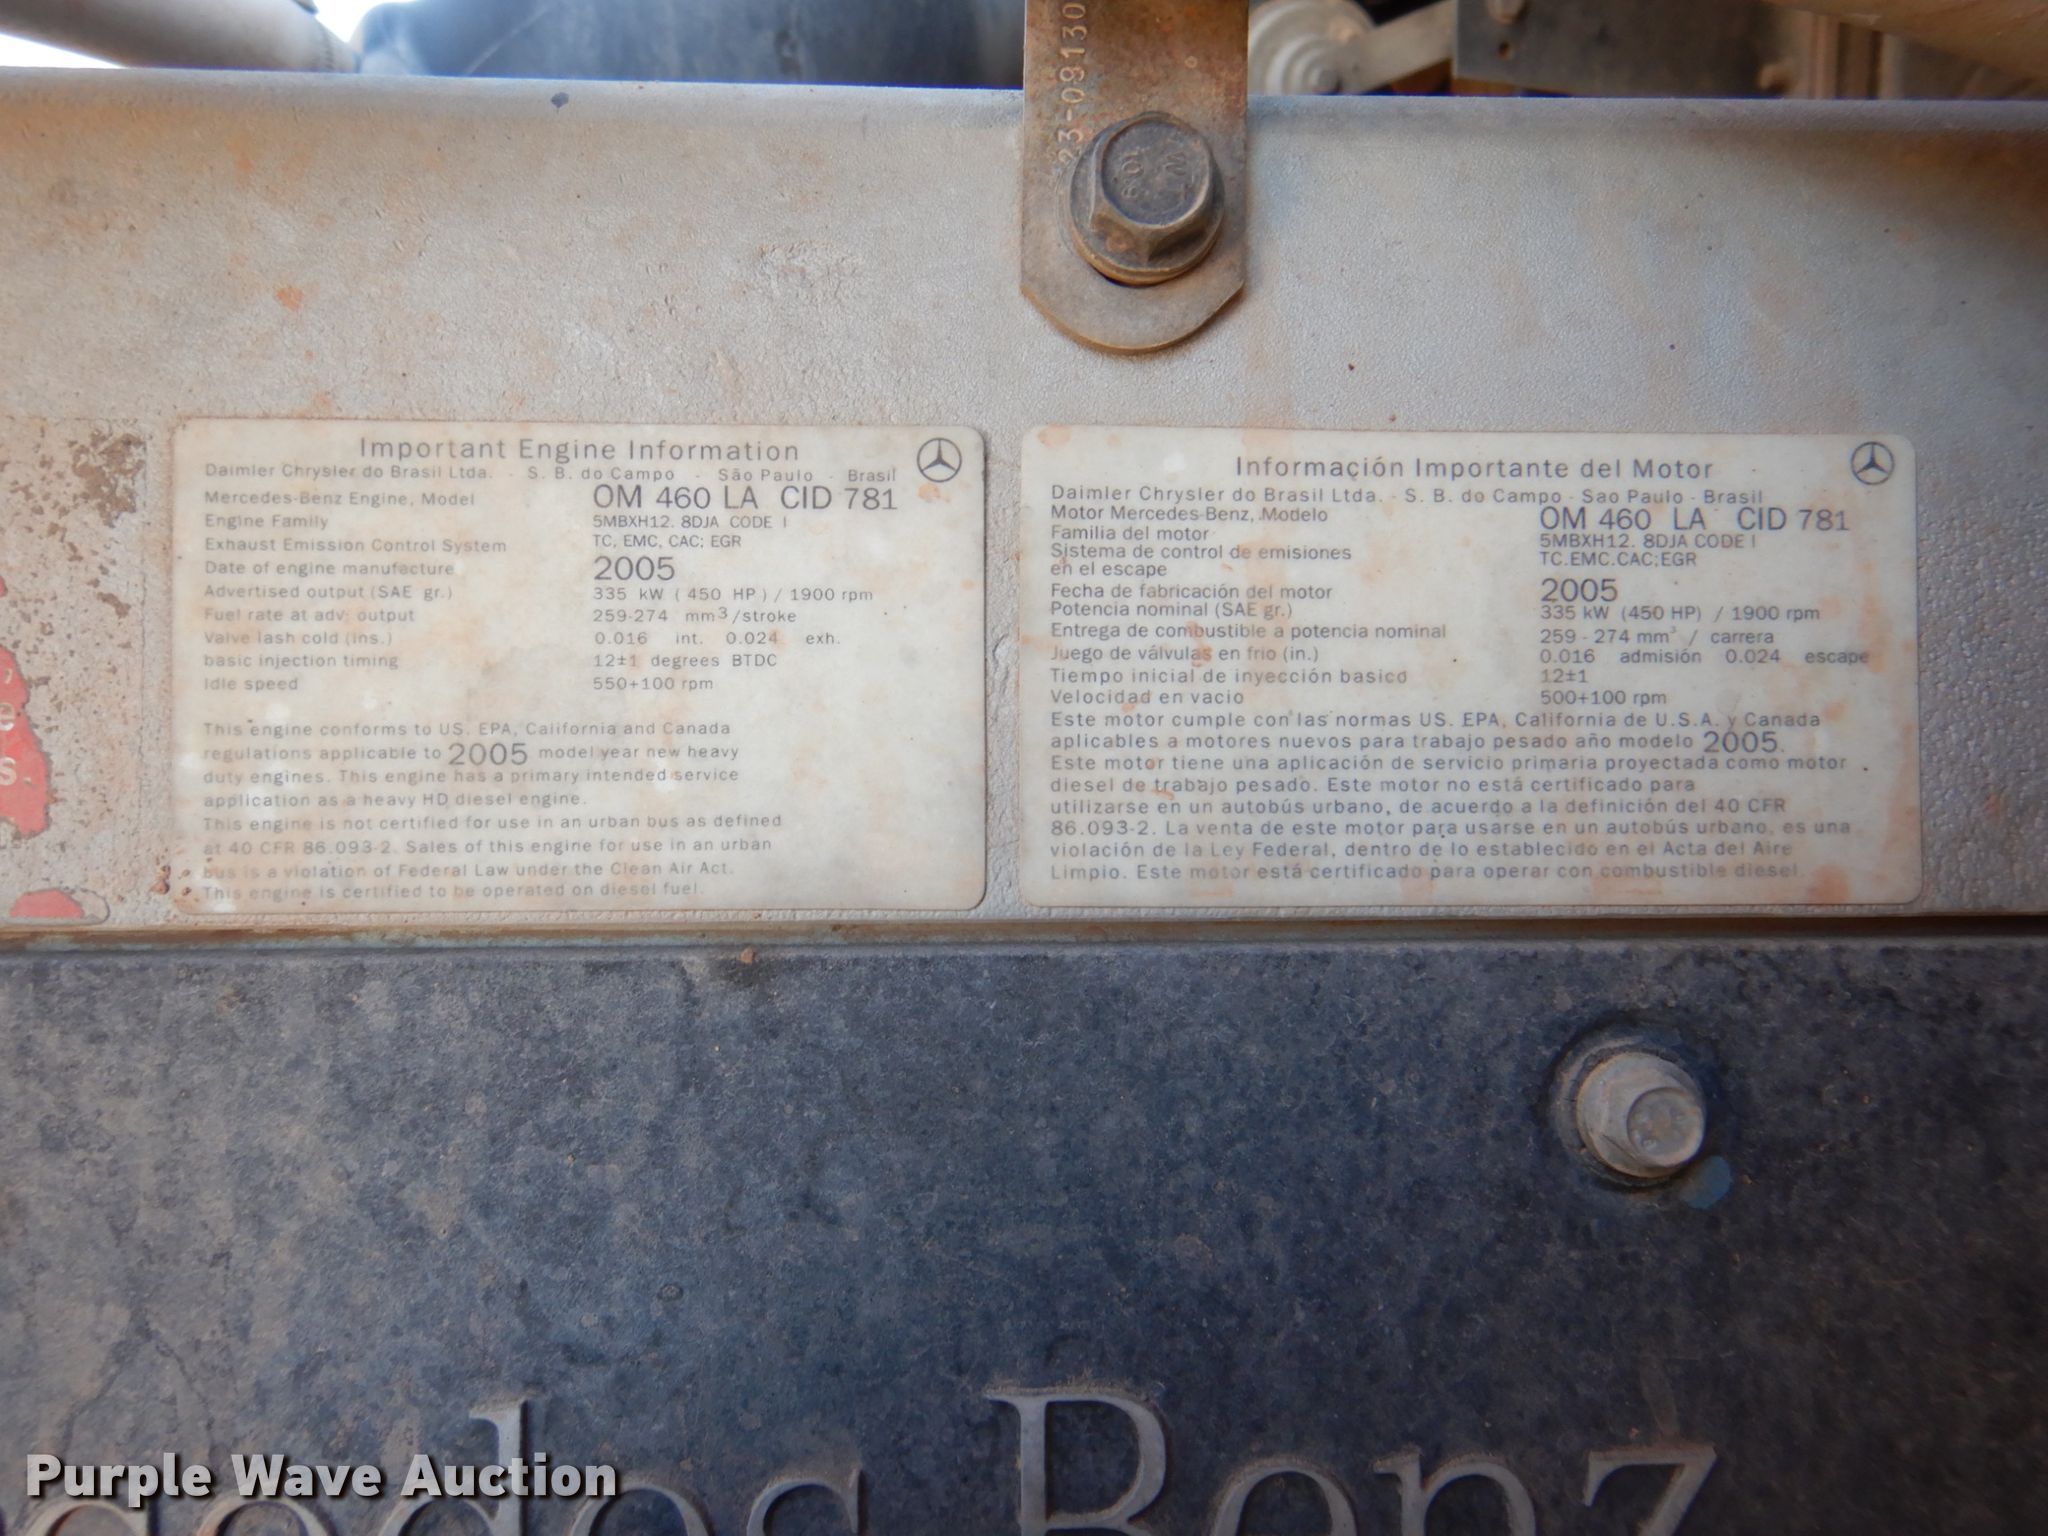 23-09130
Important Engine Information
Daimler Chrysler do Brasil Ltda. - S. B. do Campo - São Paulo - Brasil
Mercedes-Benz Engine, Model OM 460 LA CID 781
Engine Family 5MBXH12. 8DJA CODE I
Exhaust Emission Control System TC, EMC, CAC; EGR
Date of engine manufacture 2005
Advertised output (SAE gr.) 335 kW ( 450 HP ) / 1900 rpm
Fuel rate at adv. output 259-274 mm3/stroke
Valve lash cold (ins.) 0.016 int. 0.024 exh.
basic injection timing 12±1 degrees BTDC
Idle speed 550+100 rpm
This engine conforms to US. EPA, California and Canada
regulations applicable to 2005 model year new heavy
duty engines. This engine has a primary intended service
application as a heavy HD diesel engine.
This engine is not certified for use in an urban bus as defined
at 40 CFR 86.093-2. Sales of this engine for use in an urban
bus is a violation of Federal Law under the Clean Air Act.
This engine is certified to be operated on diesel fuel.
Información Importante del Motor
Daimler Chrysler do Brasil Ltda. - S. B. do Campo - Sao Paulo - Brasil
Motor Mercedes-Benz, Modelo OM 460 LA CID 781
Familia del motor 5MBXH12. 8DJA CODE I
Sistema de control de emisiones TC.EMC.CAC;EGR
en el escape
Fecha de fabricación del motor 2005
Potencia nominal (SAE gr.) 335 kW (450 HP) / 1900 rpm
Entrega de combustible a potencia nominal 259 - 274 mm³ / carrera
Juego de válvulas en frio (in.) 0.016 admisión 0.024 escape
Tiempo inicial de inyección basico 12±1
Velocidad en vacio 500+100 rpm
Este motor cumple con las normas US. EPA, California de U.S.A. y Canada
aplicables a motores nuevos para trabajo pesado año modelo 2005.
Este motor tiene una aplicación de servicio primaria proyectada como motor
diesel de trabajo pesado. Este motor no está certificado para
utilizarse en un autobús urbano, de acuerdo a la definición del 40 CFR
86.093-2. La venta de este motor para usarse en un autobús urbano, es una
violación de la Ley Federal, dentro de lo establecido en el Acta del Aire
Limpio. Este motor está certificado para operar con combustible diesel.
Purple Wave Auction
Benz